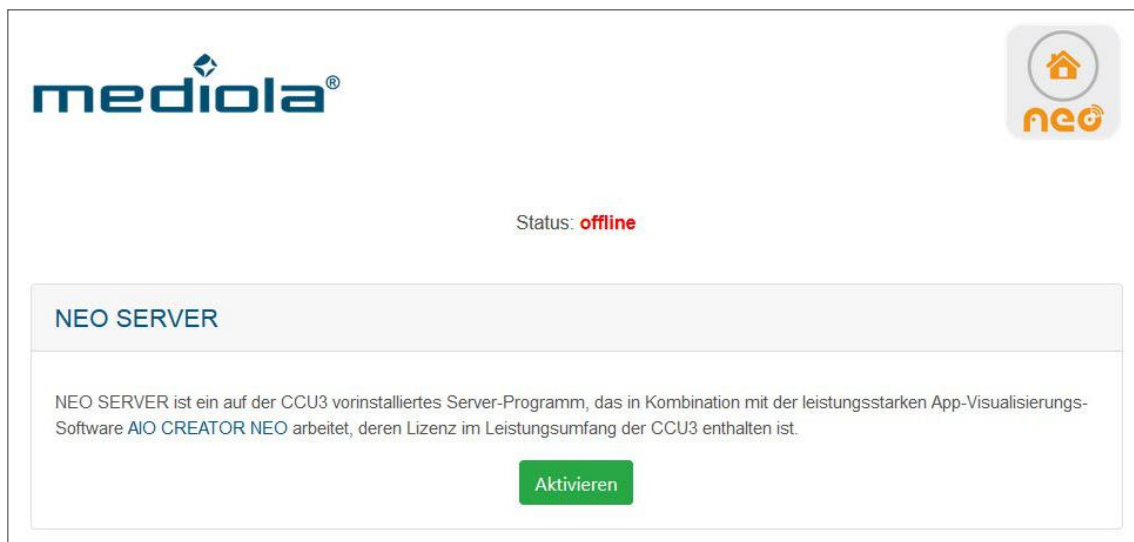 mediola®
neo
Status: offline
NEO SERVER
NEO SERVER ist ein auf der CCU3 vorinstalliertes Server-Programm, das in Kombination mit der leistungsstarken App-Visualisierungs-
Software AIO CREATOR NEO arbeitet, deren Lizenz im Leistungsumfang der CCU3 enthalten ist.
Aktivieren